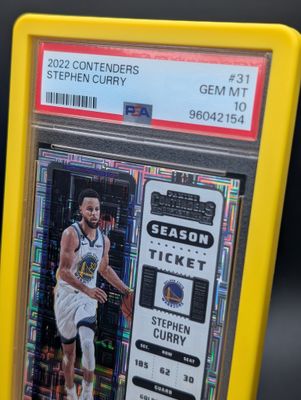 2022 CONTENDERS #31
STEPHEN CURRY GEM MT
10
PSA 96042154
CONTENDERS
SEASON
TICKET
STEPHEN
CURRY
SEC. ROW SEAT
185 62 30
GUARD